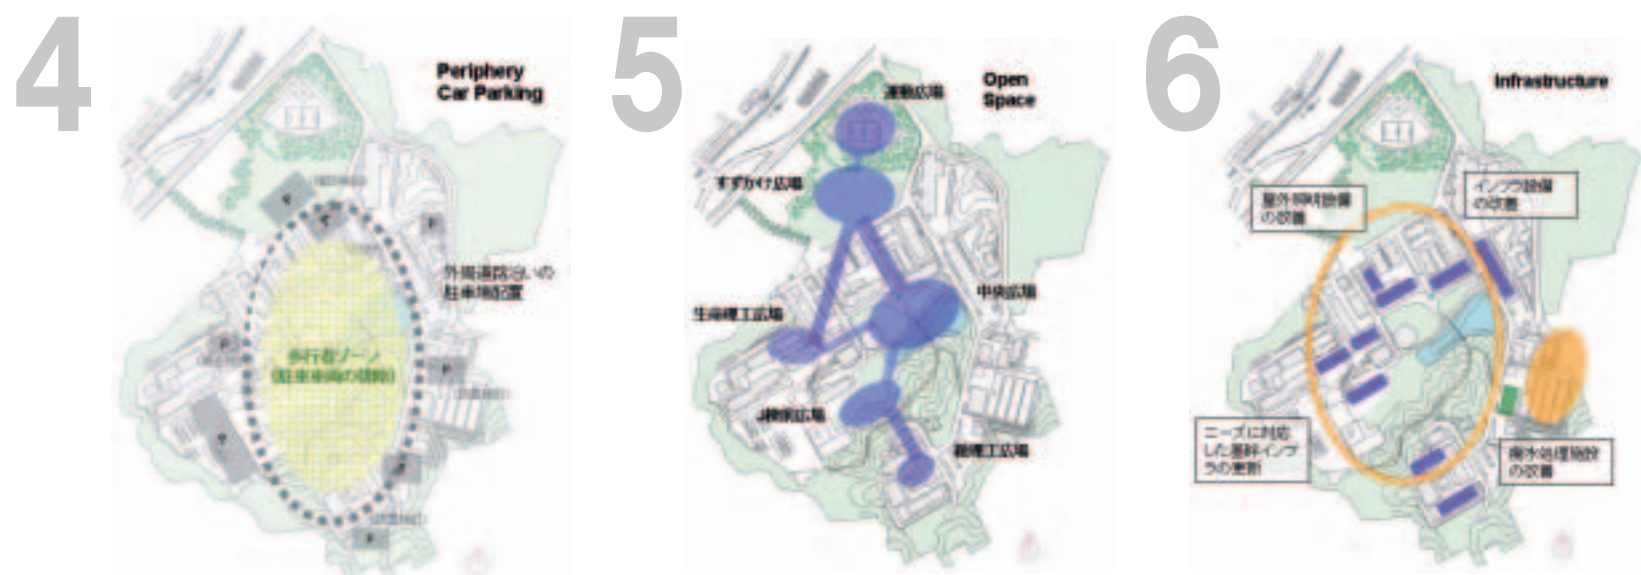 4
Periphery
Car Parking
P
P
P
外周道路沿いの
駐車場配置
P
歩行者ゾーン
(駐車車両の排除)
P
P
P
P
5
Open
Space
運動広場
すずかけ広場
中央広場
生命理工広場
J棟前広場
総理工広場
6
Infrastructure
屋外照明設備
の改善
インフラ設備
の改善
ニーズに対応
した基幹インフ
ラの更新
廃水処理施設
の改善